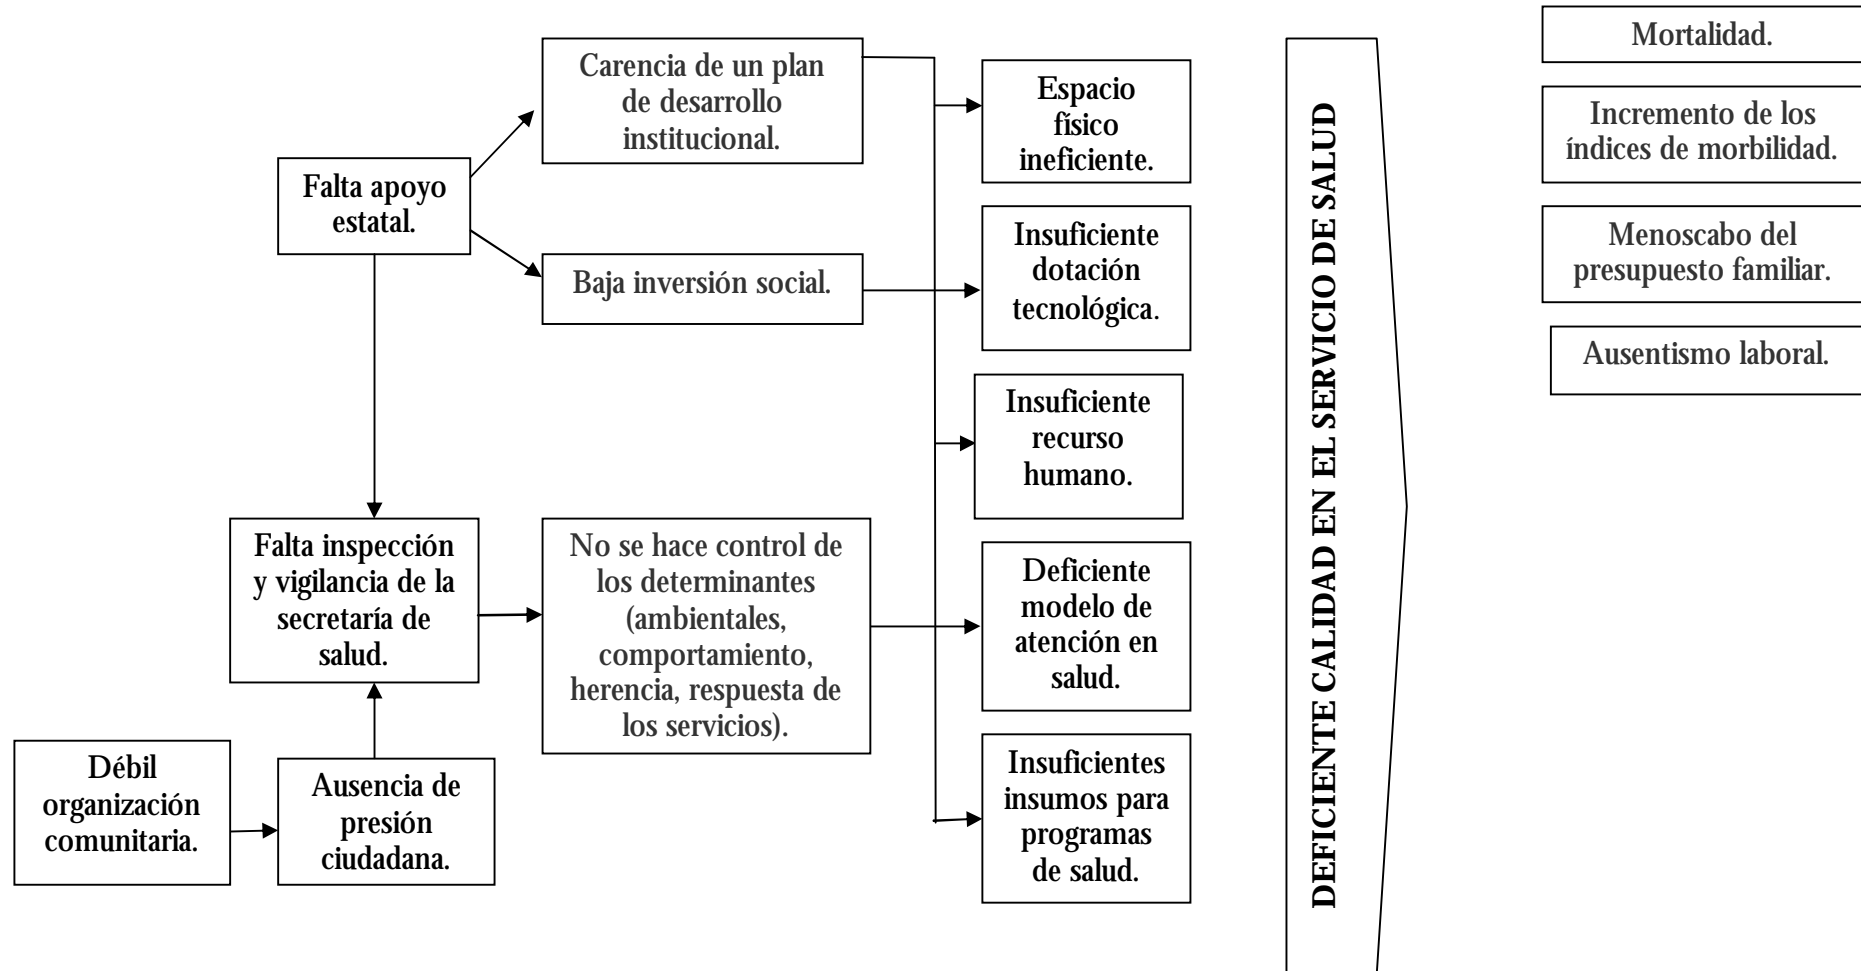 Mortalidad.
Incremento de los
índices de morbilidad.
Menoscabo del
presupuesto familiar.
Ausentismo laboral.
Carencia de un plan
de desarrollo
institucional.
Espacio
físico
ineficiente.
Falta apoyo
estatal.
Baja inversión social.
Insuficiente
dotación
tecnológica.
Insuficiente
recurso
humano.
Falta inspección
y vigilancia de la
secretaría de
salud.
No se hace control de
los determinantes
(ambientales,
comportamiento,
herencia, respuesta de
los servicios).
Deficiente
modelo de
atención en
salud.
Débil
organización
comunitaria.
Ausencia de
presión
ciudadana.
Insuficientes
insumos para
programas
de salud.
DEFICIENTE CALIDAD EN EL SERVICIO DE SALUD